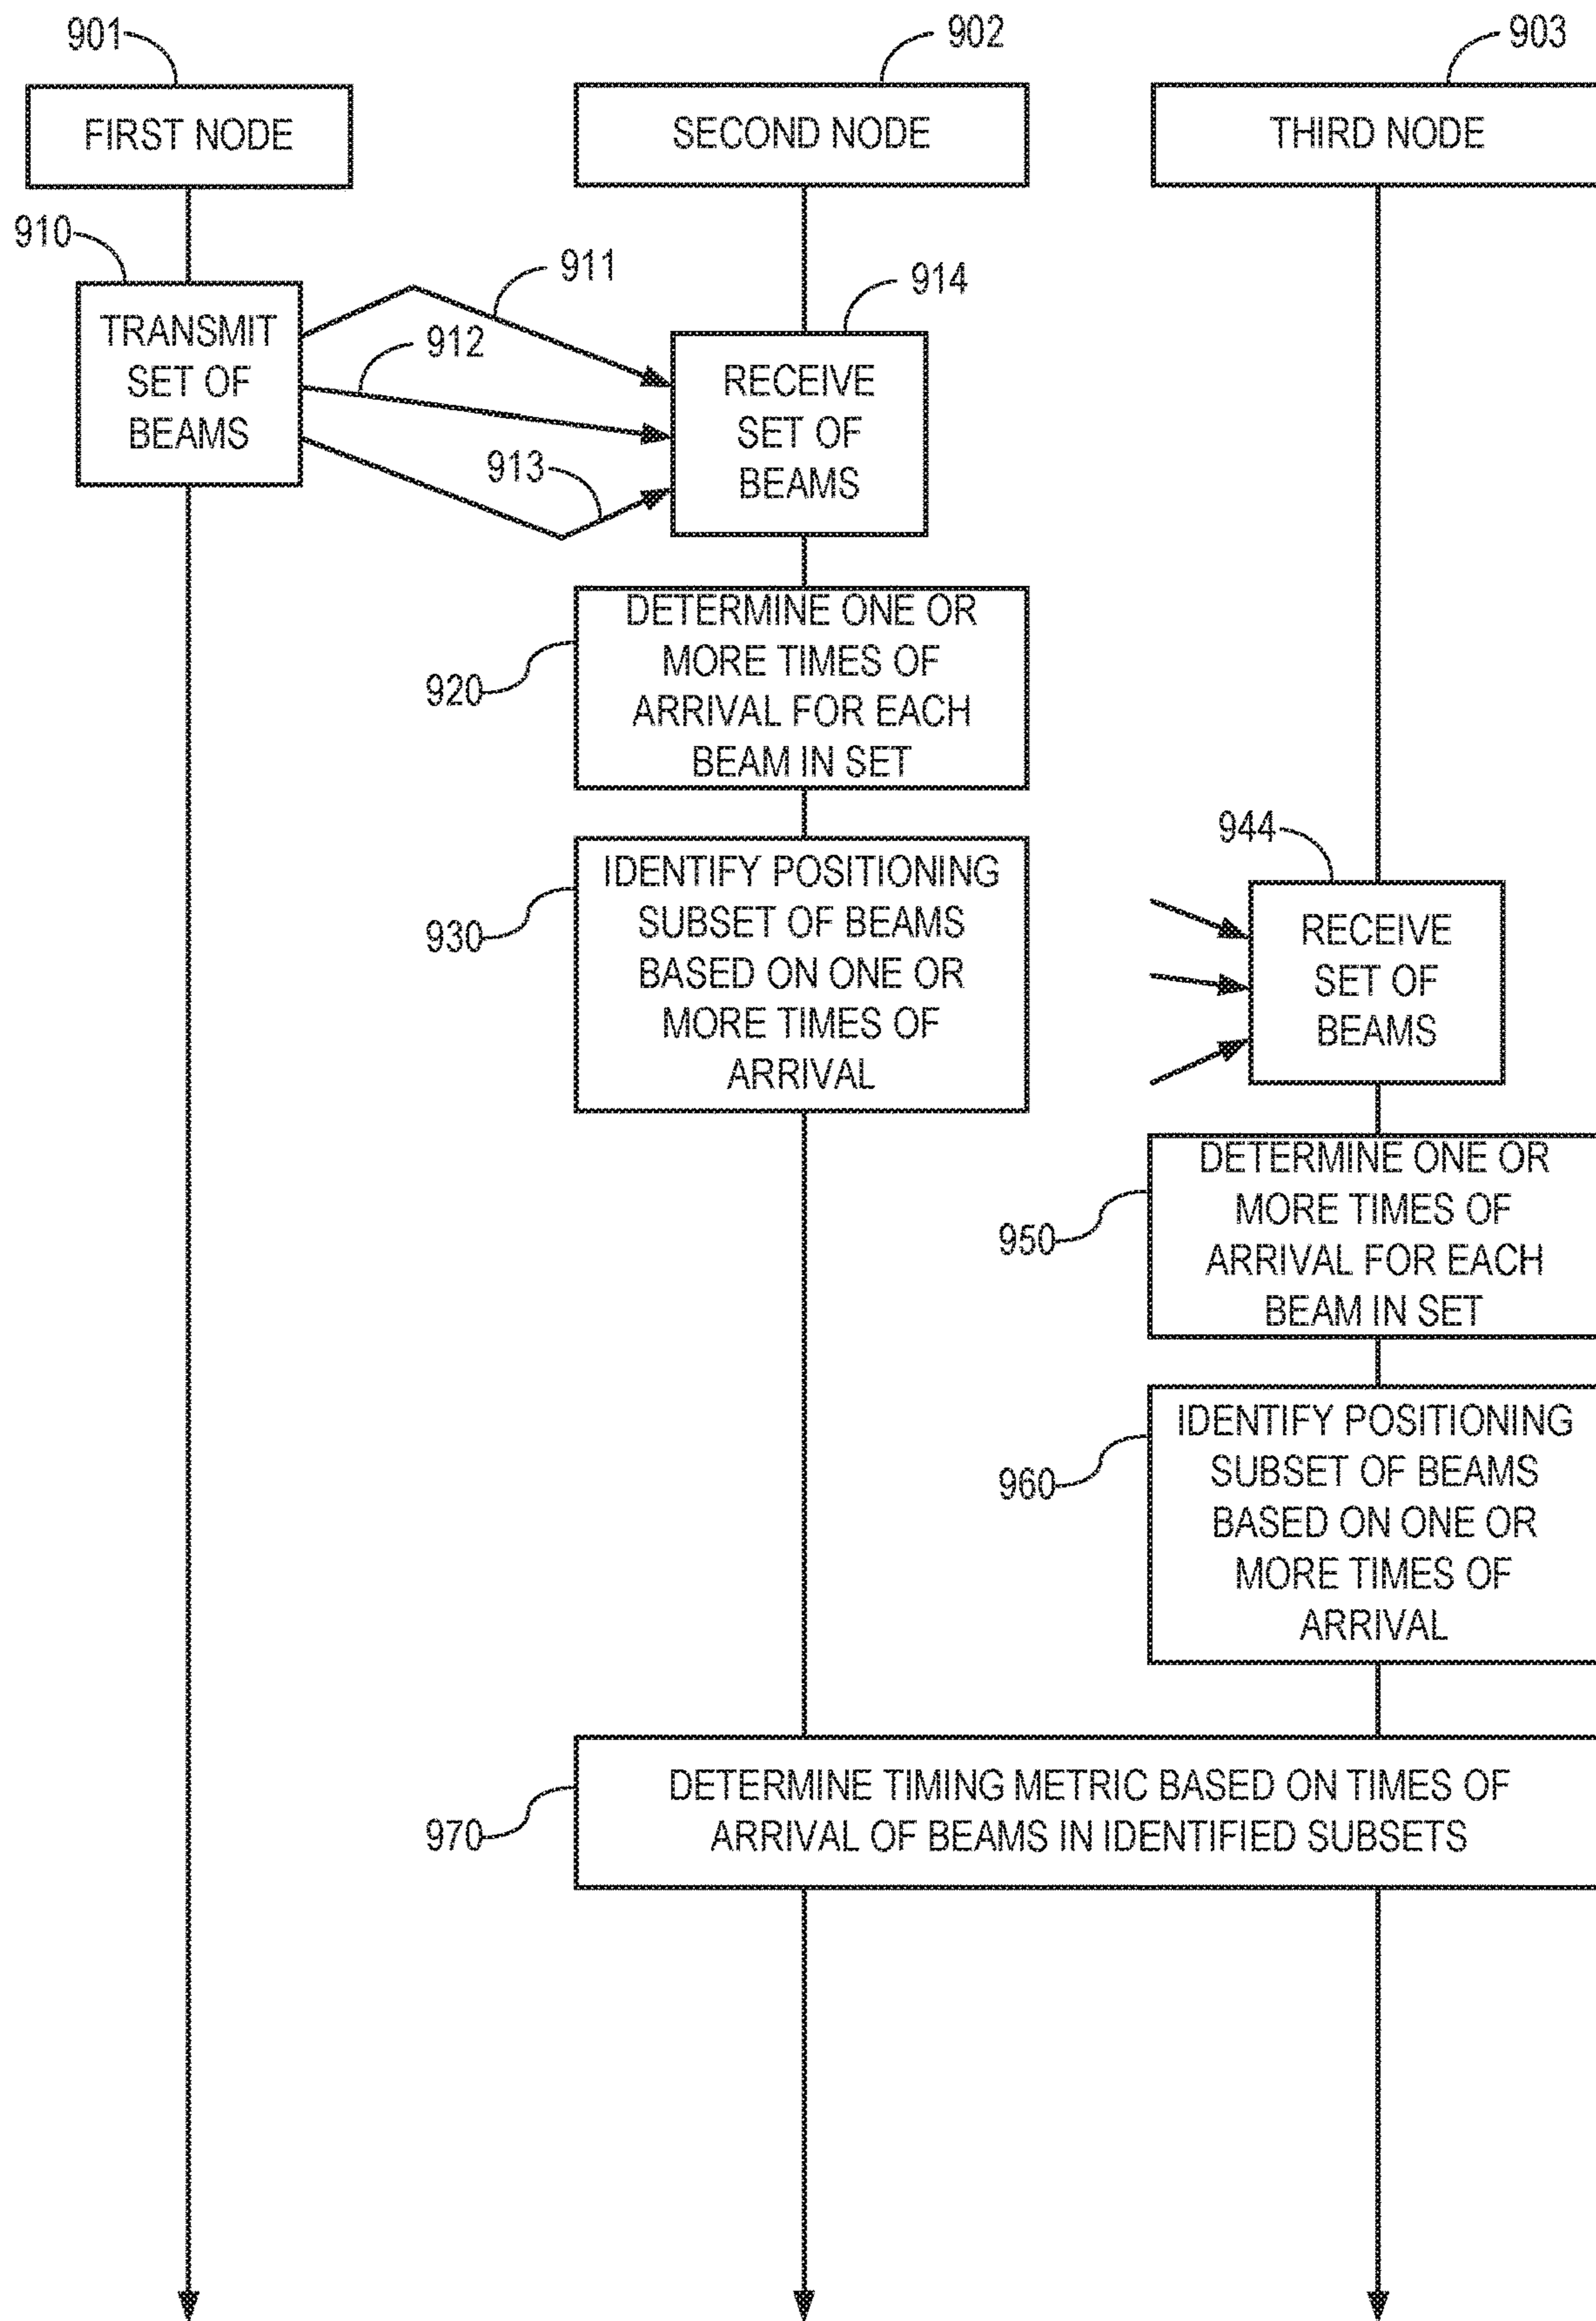 901
902
903
FIRST NODE
SECOND NODE
THIRD NODE
910
911
914
TRANSMIT
SET OF
BEAMS
912
913
RECEIVE
SET OF
BEAMS
920
DETERMINE ONE OR
MORE TIMES OF
ARRIVAL FOR EACH
BEAM IN SET
930
IDENTIFY POSITIONING
SUBSET OF BEAMS
BASED ON ONE OR
MORE TIMES OF
ARRIVAL
944
RECEIVE
SET OF
BEAMS
950
DETERMINE ONE OR
MORE TIMES OF
ARRIVAL FOR EACH
BEAM IN SET
960
IDENTIFY POSITIONING
SUBSET OF BEAMS
BASED ON ONE OR
MORE TIMES OF
ARRIVAL
970
DETERMINE TIMING METRIC BASED ON TIMES OF
ARRIVAL OF BEAMS IN IDENTIFIED SUBSETS